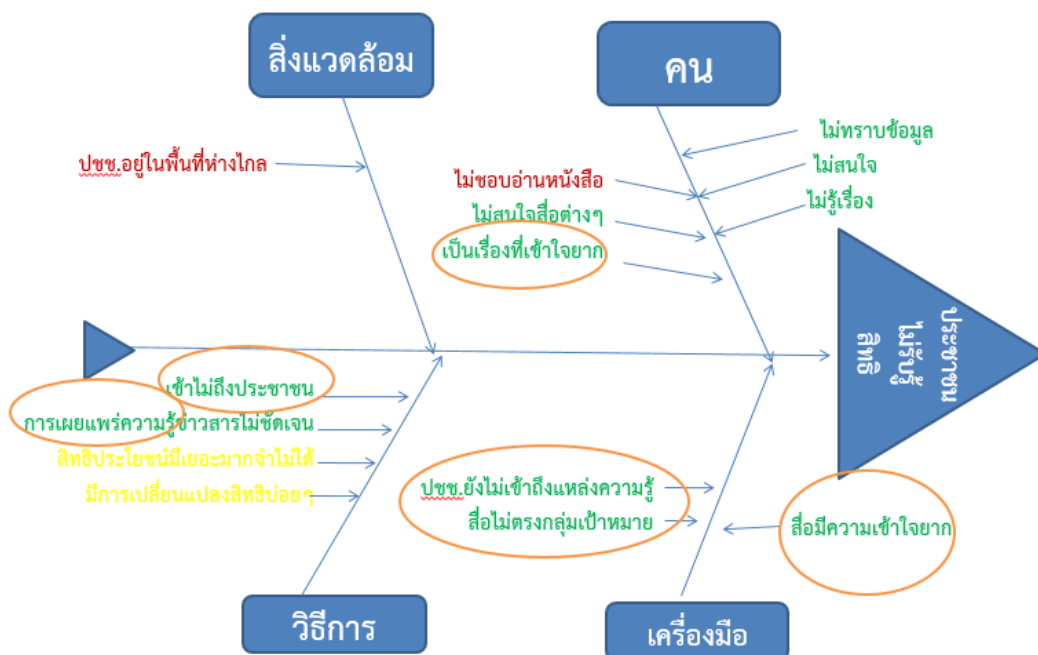 สิ่งแวดล้อม
คน
ปชช.อยู่ในพื้นที่ห่างไกล
ไม่ทราบข้อมูล
ไม่สนใจ
ไม่รู้เรื่อง
ไม่ชอบอ่านหนังสือ
ไม่สนใจสื่อต่างๆ
เป็นเรื่องที่เข้าใจยาก
ประชาชน
ไม่รับรู้
สิทธิ
เข้าไม่ถึงประชาชน
การเผยแพร่ความรู้ข่าวสารไม่ชัดเจน
สิทธิประโยชน์มีเยอะมากจำไม่ได้
มีการเปลี่ยนแปลงสิทธิบ่อยๆ
ปชช.ยังไม่เข้าถึงแหล่งความรู้
สื่อไม่ตรงกลุ่มเป้าหมาย
สื่อมีความเข้าใจยาก
วิธีการ
เครื่องมือ